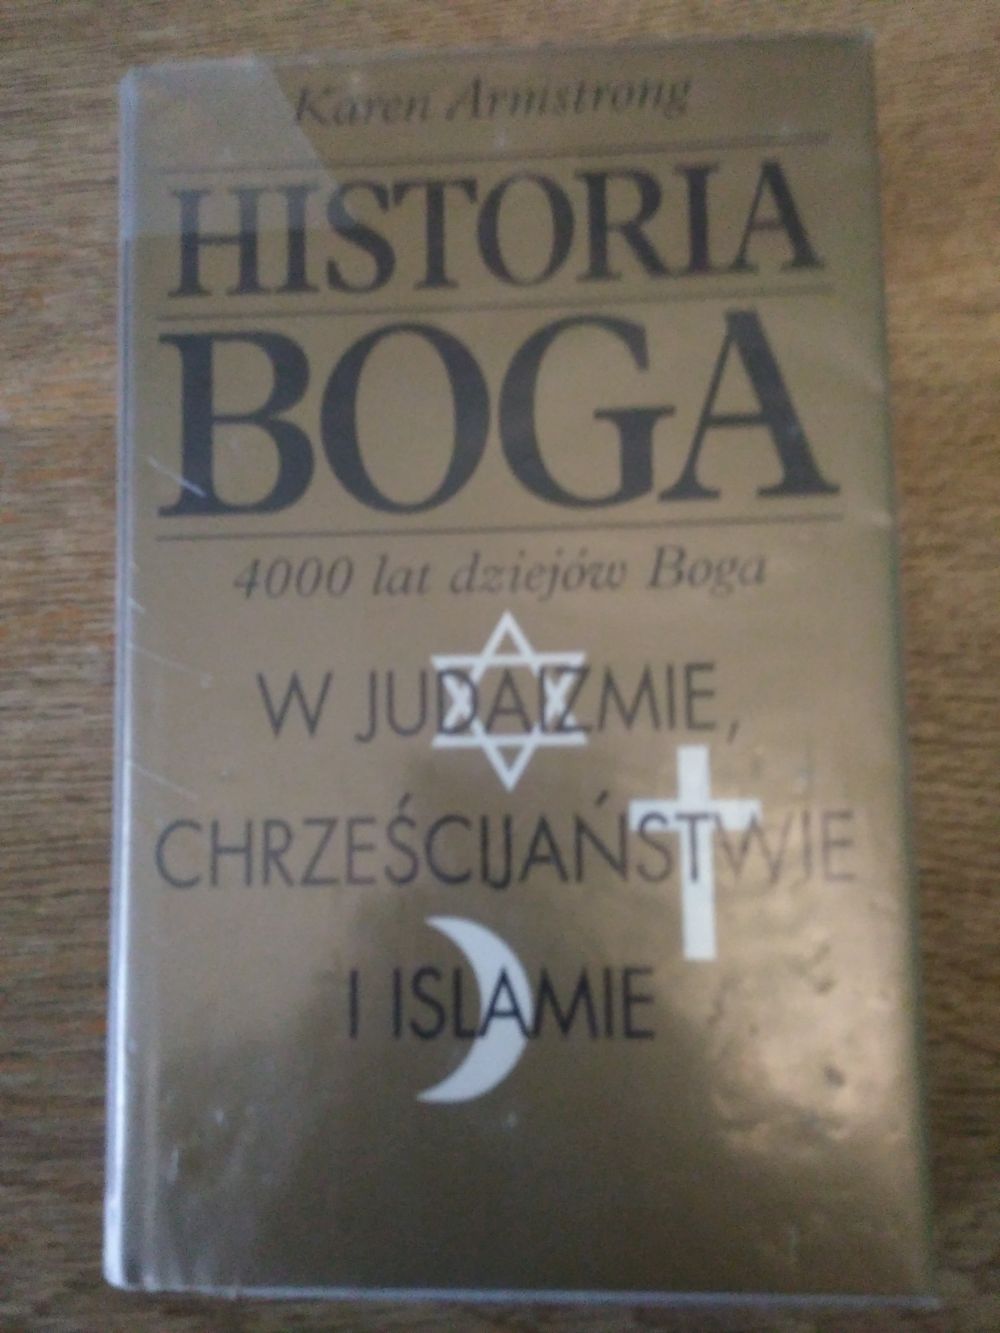 Karen Armstrong
HISTORIA
BOGA
4000 lat dziejów Boga
W JUDAIZMIE,
CHRZEŚCIJAŃSTWIE
I ISLAMIE